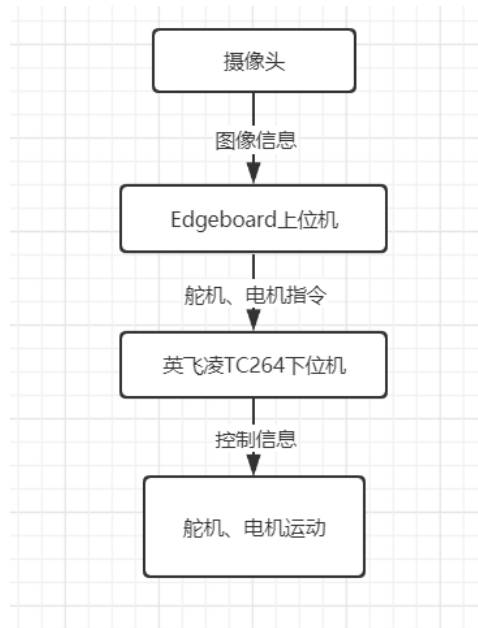 摄像头
图像信息
Edgeboard上位机
舵机、电机指令
英飞凌TC264下位机
控制信息
舵机、电机运动